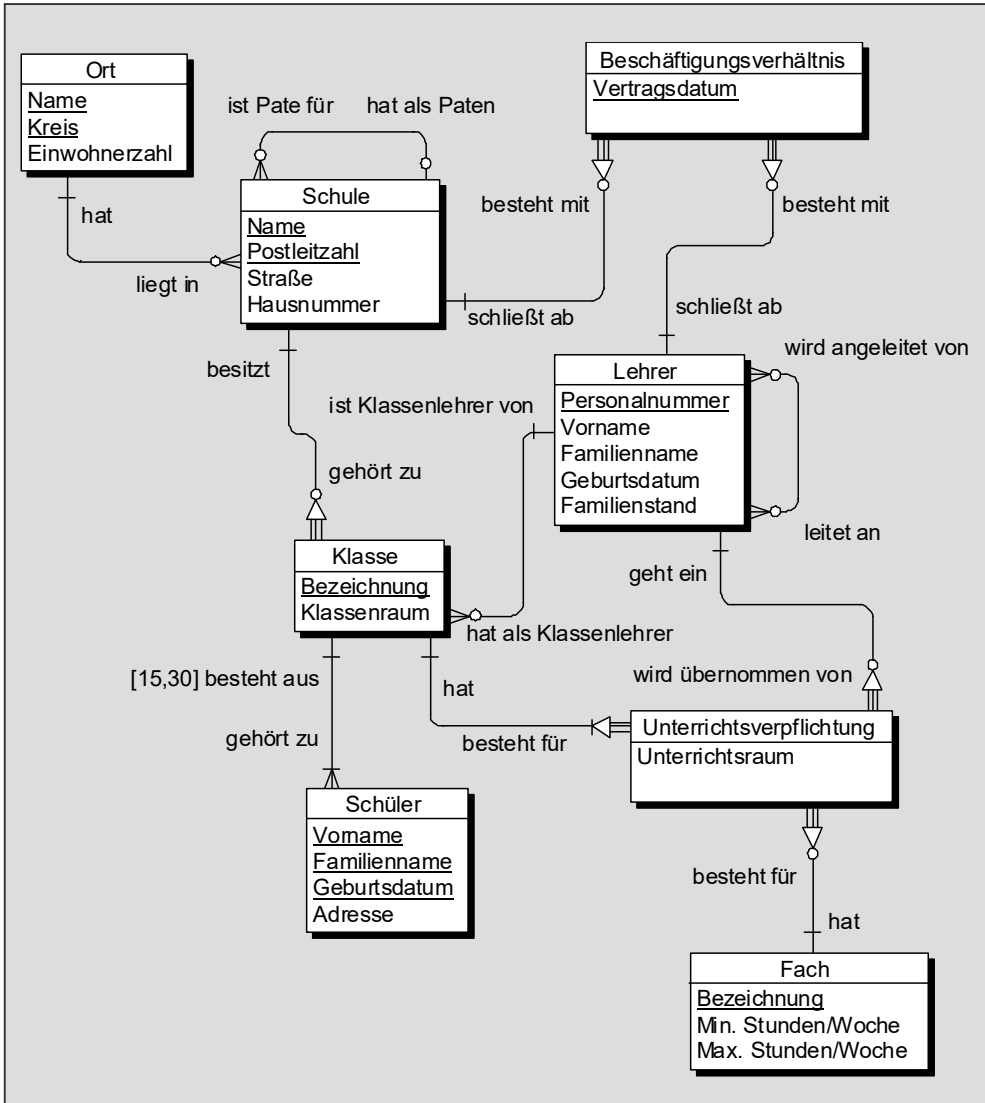 Ort
Name
Kreis
Einwohnerzahl
Beschäftigungsverhältnis
Vertragsdatum
ist Pate für
hat als Paten
Schule
Name
Postleitzahl
Straße
Hausnummer
hat
liegt in
besteht mit
besteht mit
schließt ab
schließt ab
besitzt
gehört zu
ist Klassenlehrer von
Lehrer
Personalnummer
Vorname
Familienname
Geburtsdatum
Familienstand
wird angeleitet von
leitet an
geht ein
Klasse
Bezeichnung
Klassenraum
hat als Klassenlehrer
[15,30] besteht aus
hat
wird übernommen von
gehört zu
besteht für
Unterrichtsverpflichtung
Unterrichtsraum
Schüler
Vorname
Familienname
Geburtsdatum
Adresse
besteht für
hat
Fach
Bezeichnung
Min. Stunden/Woche
Max. Stunden/Woche